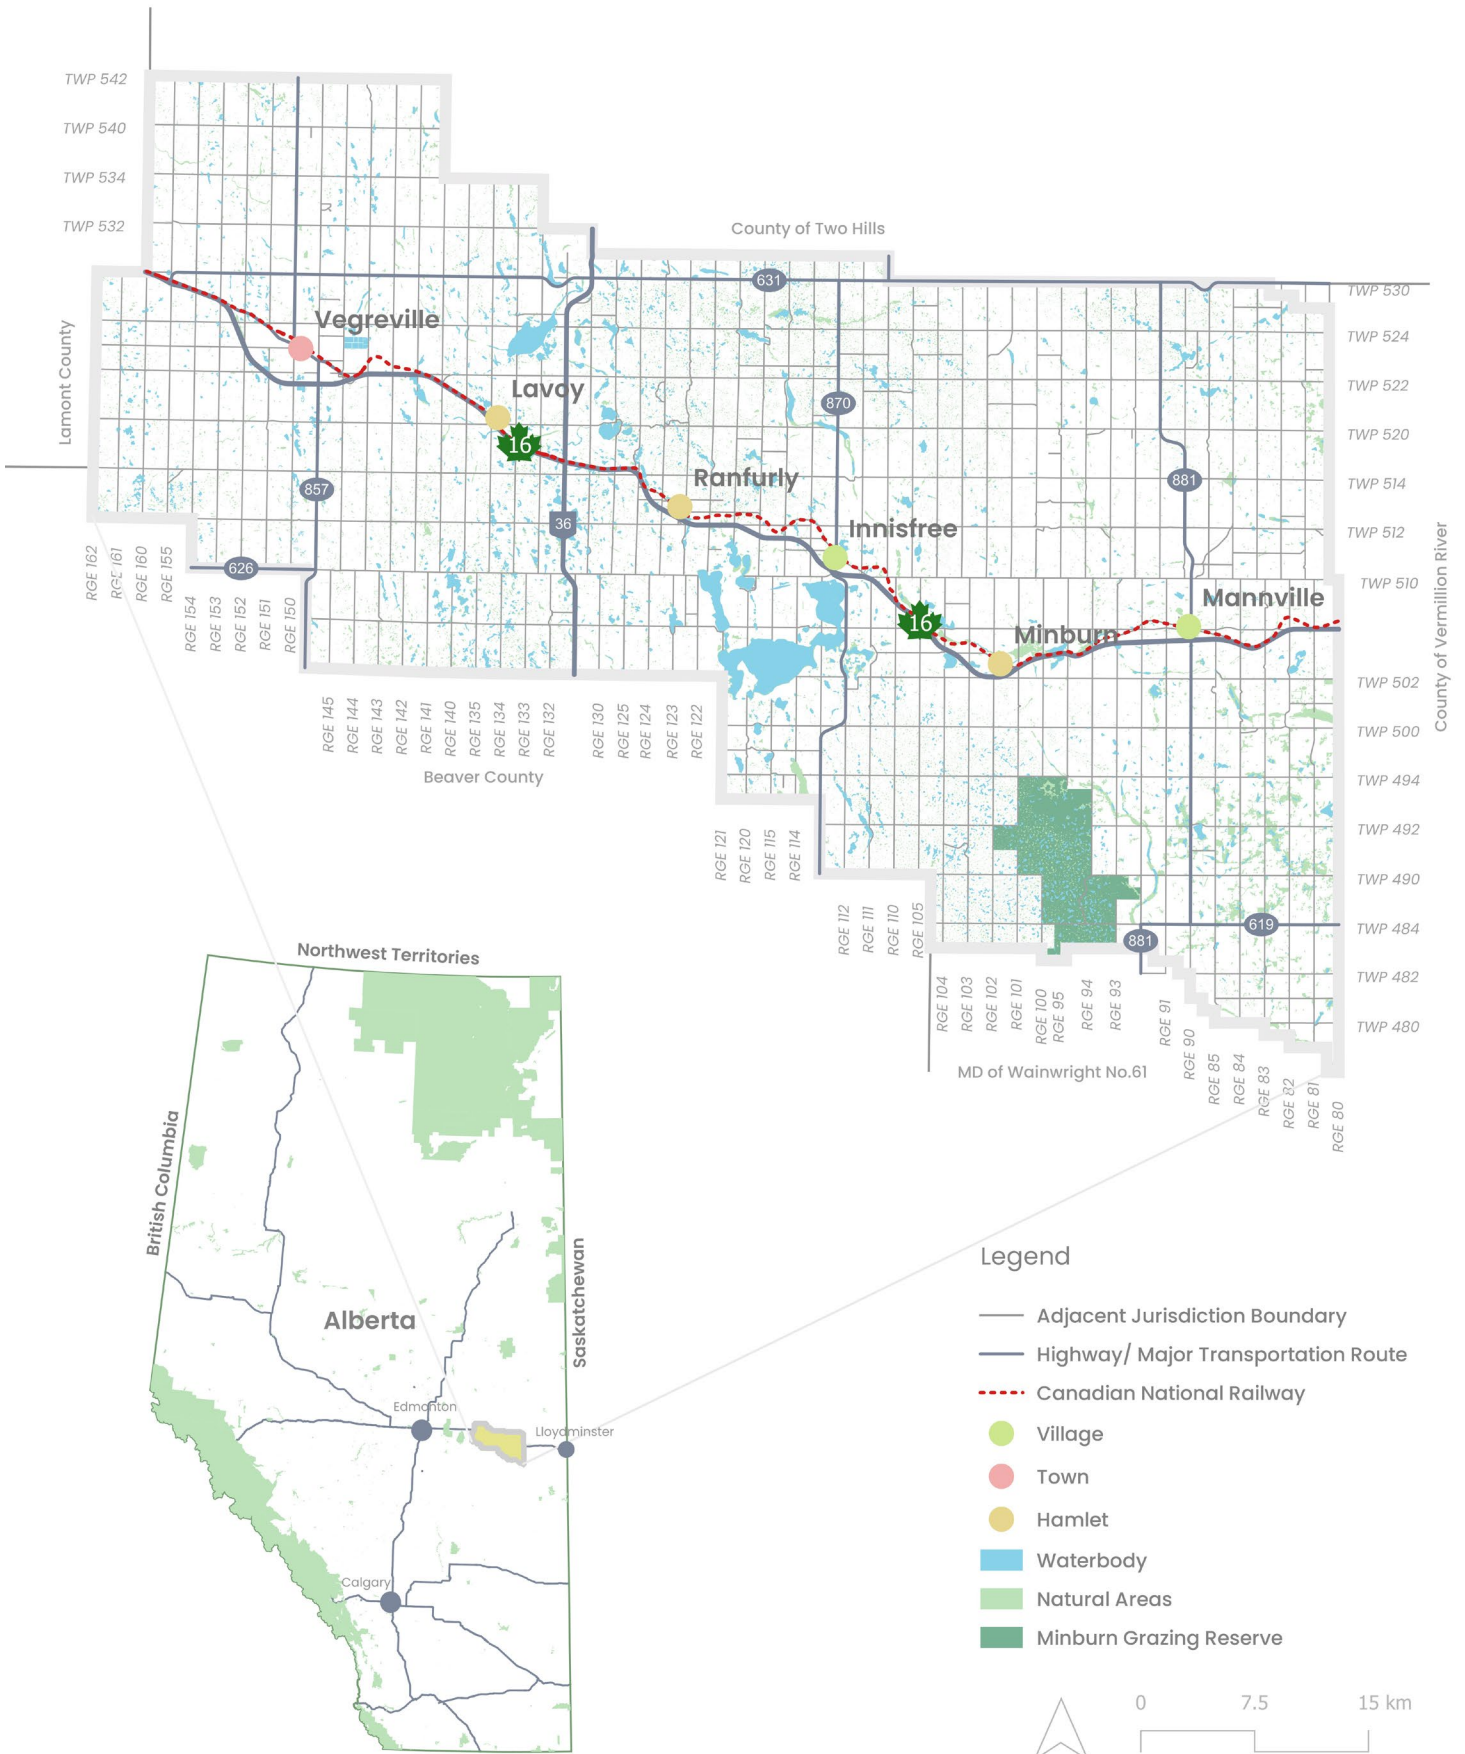 TWP 542
TWP 540
TWP 534
TWP 532
County of Two Hills
631
TWP 530
Vegreville
TWP 524
Lamont County
Lavoy
TWP 522
870
TWP 520
16
Ranfurly
881
TWP 514
857
36
Innisfree
TWP 512
County of Vermillion River
626
TWP 510
RGE 162
RGE 161
RGE 160
RGE 155
RGE 154
RGE 153
RGE 152
RGE 151
RGE 150
Mannville
16
Minburn
TWP 502
RGE 145
RGE 144
RGE 143
RGE 142
RGE 141
RGE 140
RGE 135
RGE 134
RGE 133
RGE 132
RGE 130
RGE 125
RGE 124
RGE 123
RGE 122
TWP 500
Beaver County
TWP 494
TWP 492
RGE 121
RGE 120
RGE 115
RGE 114
TWP 490
RGE 112
RGE 111
RGE 110
RGE 105
619
TWP 484
881
TWP 482
RGE 104
RGE 103
RGE 102
RGE 101
RGE 100
RGE 95
RGE 94
RGE 93
RGE 91
RGE 90
RGE 85
RGE 84
RGE 83
RGE 82
RGE 81
RGE 80
TWP 480
MD of Wainwright No.61
Northwest Territories
British Columbia
Saskatchewan
Alberta
Edmonton
Lloydminster
Calgary
Legend
Adjacent Jurisdiction Boundary
Highway/ Major Transportation Route
Canadian National Railway
Village
Town
Hamlet
Waterbody
Natural Areas
Minburn Grazing Reserve
0 7.5 15 km